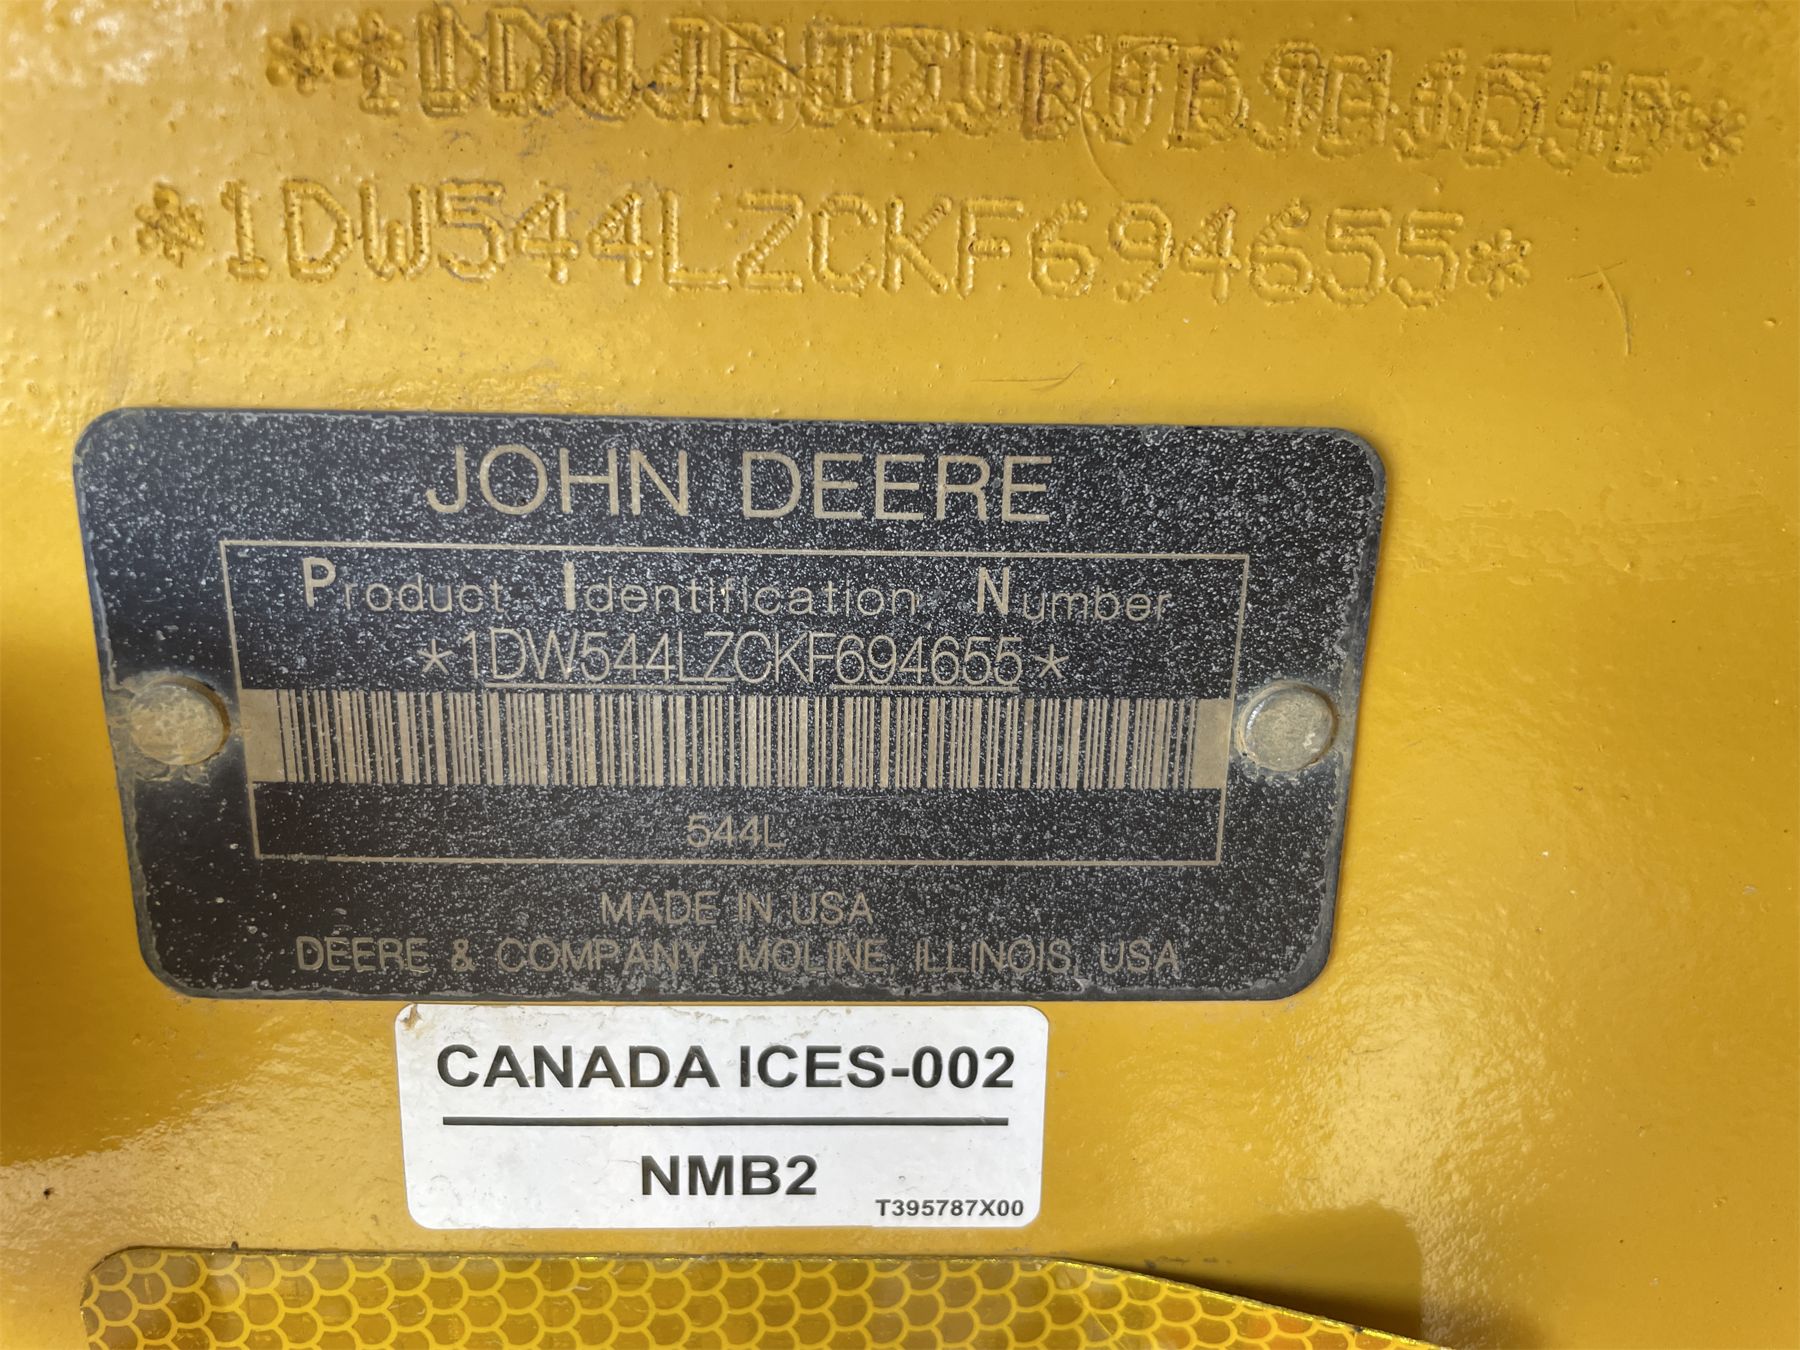 *1DW544LZCKF694655*
JOHN DEERE
Product Identification Number
*1DW544LZCKF694655*
544L
MADE IN USA
DEERE & COMPANY, MOLINE, ILLINOIS, USA
CANADA ICES-002
NMB2
T395787X00